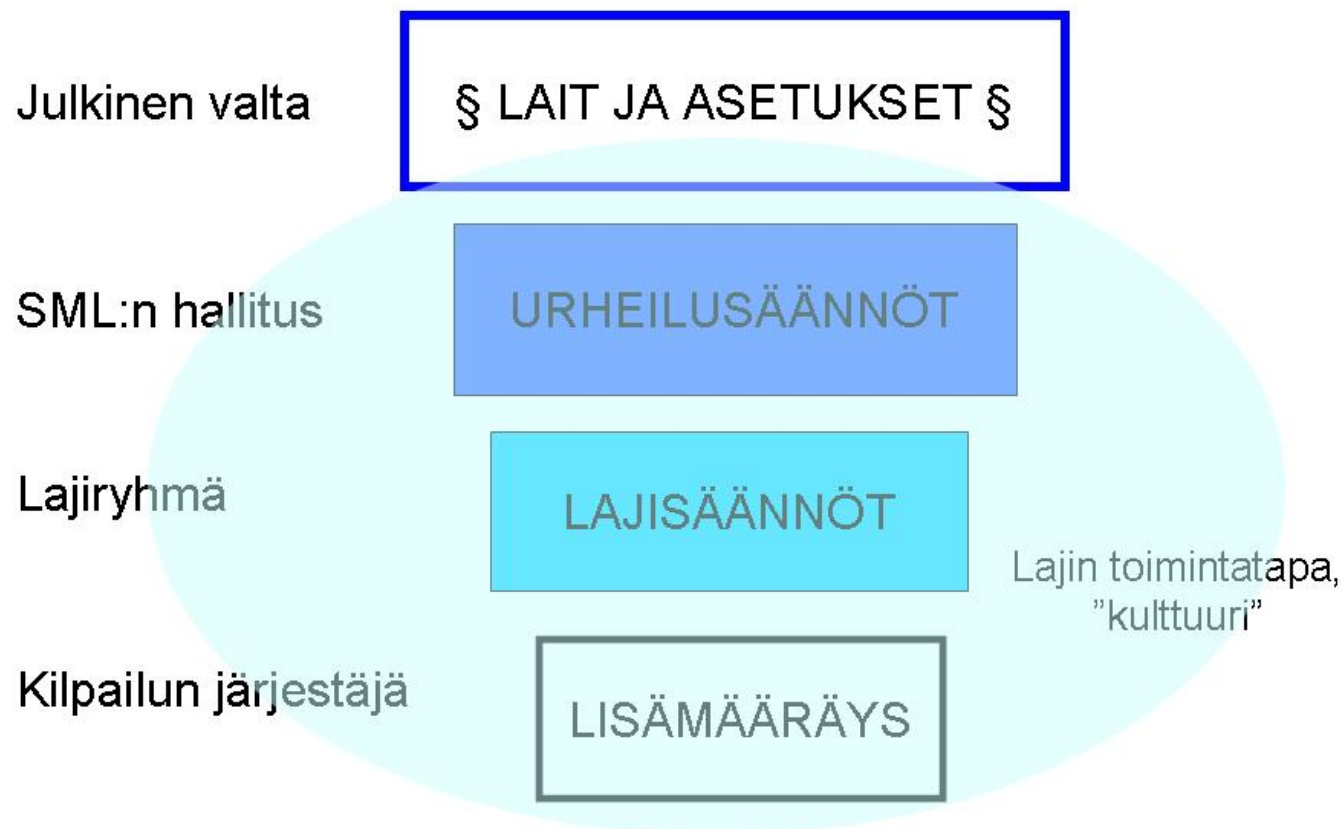 Julkinen valta
§ LAIT JA ASETUKSET §
SML:n hallitus
URHEILUSÄÄNNÖT
Lajiryhmä
LAJISÄÄNNÖT
Lajin toimintatapa,
”kulttuuri”
Kilpailun järjestäjä
LISÄMÄÄRÄYS